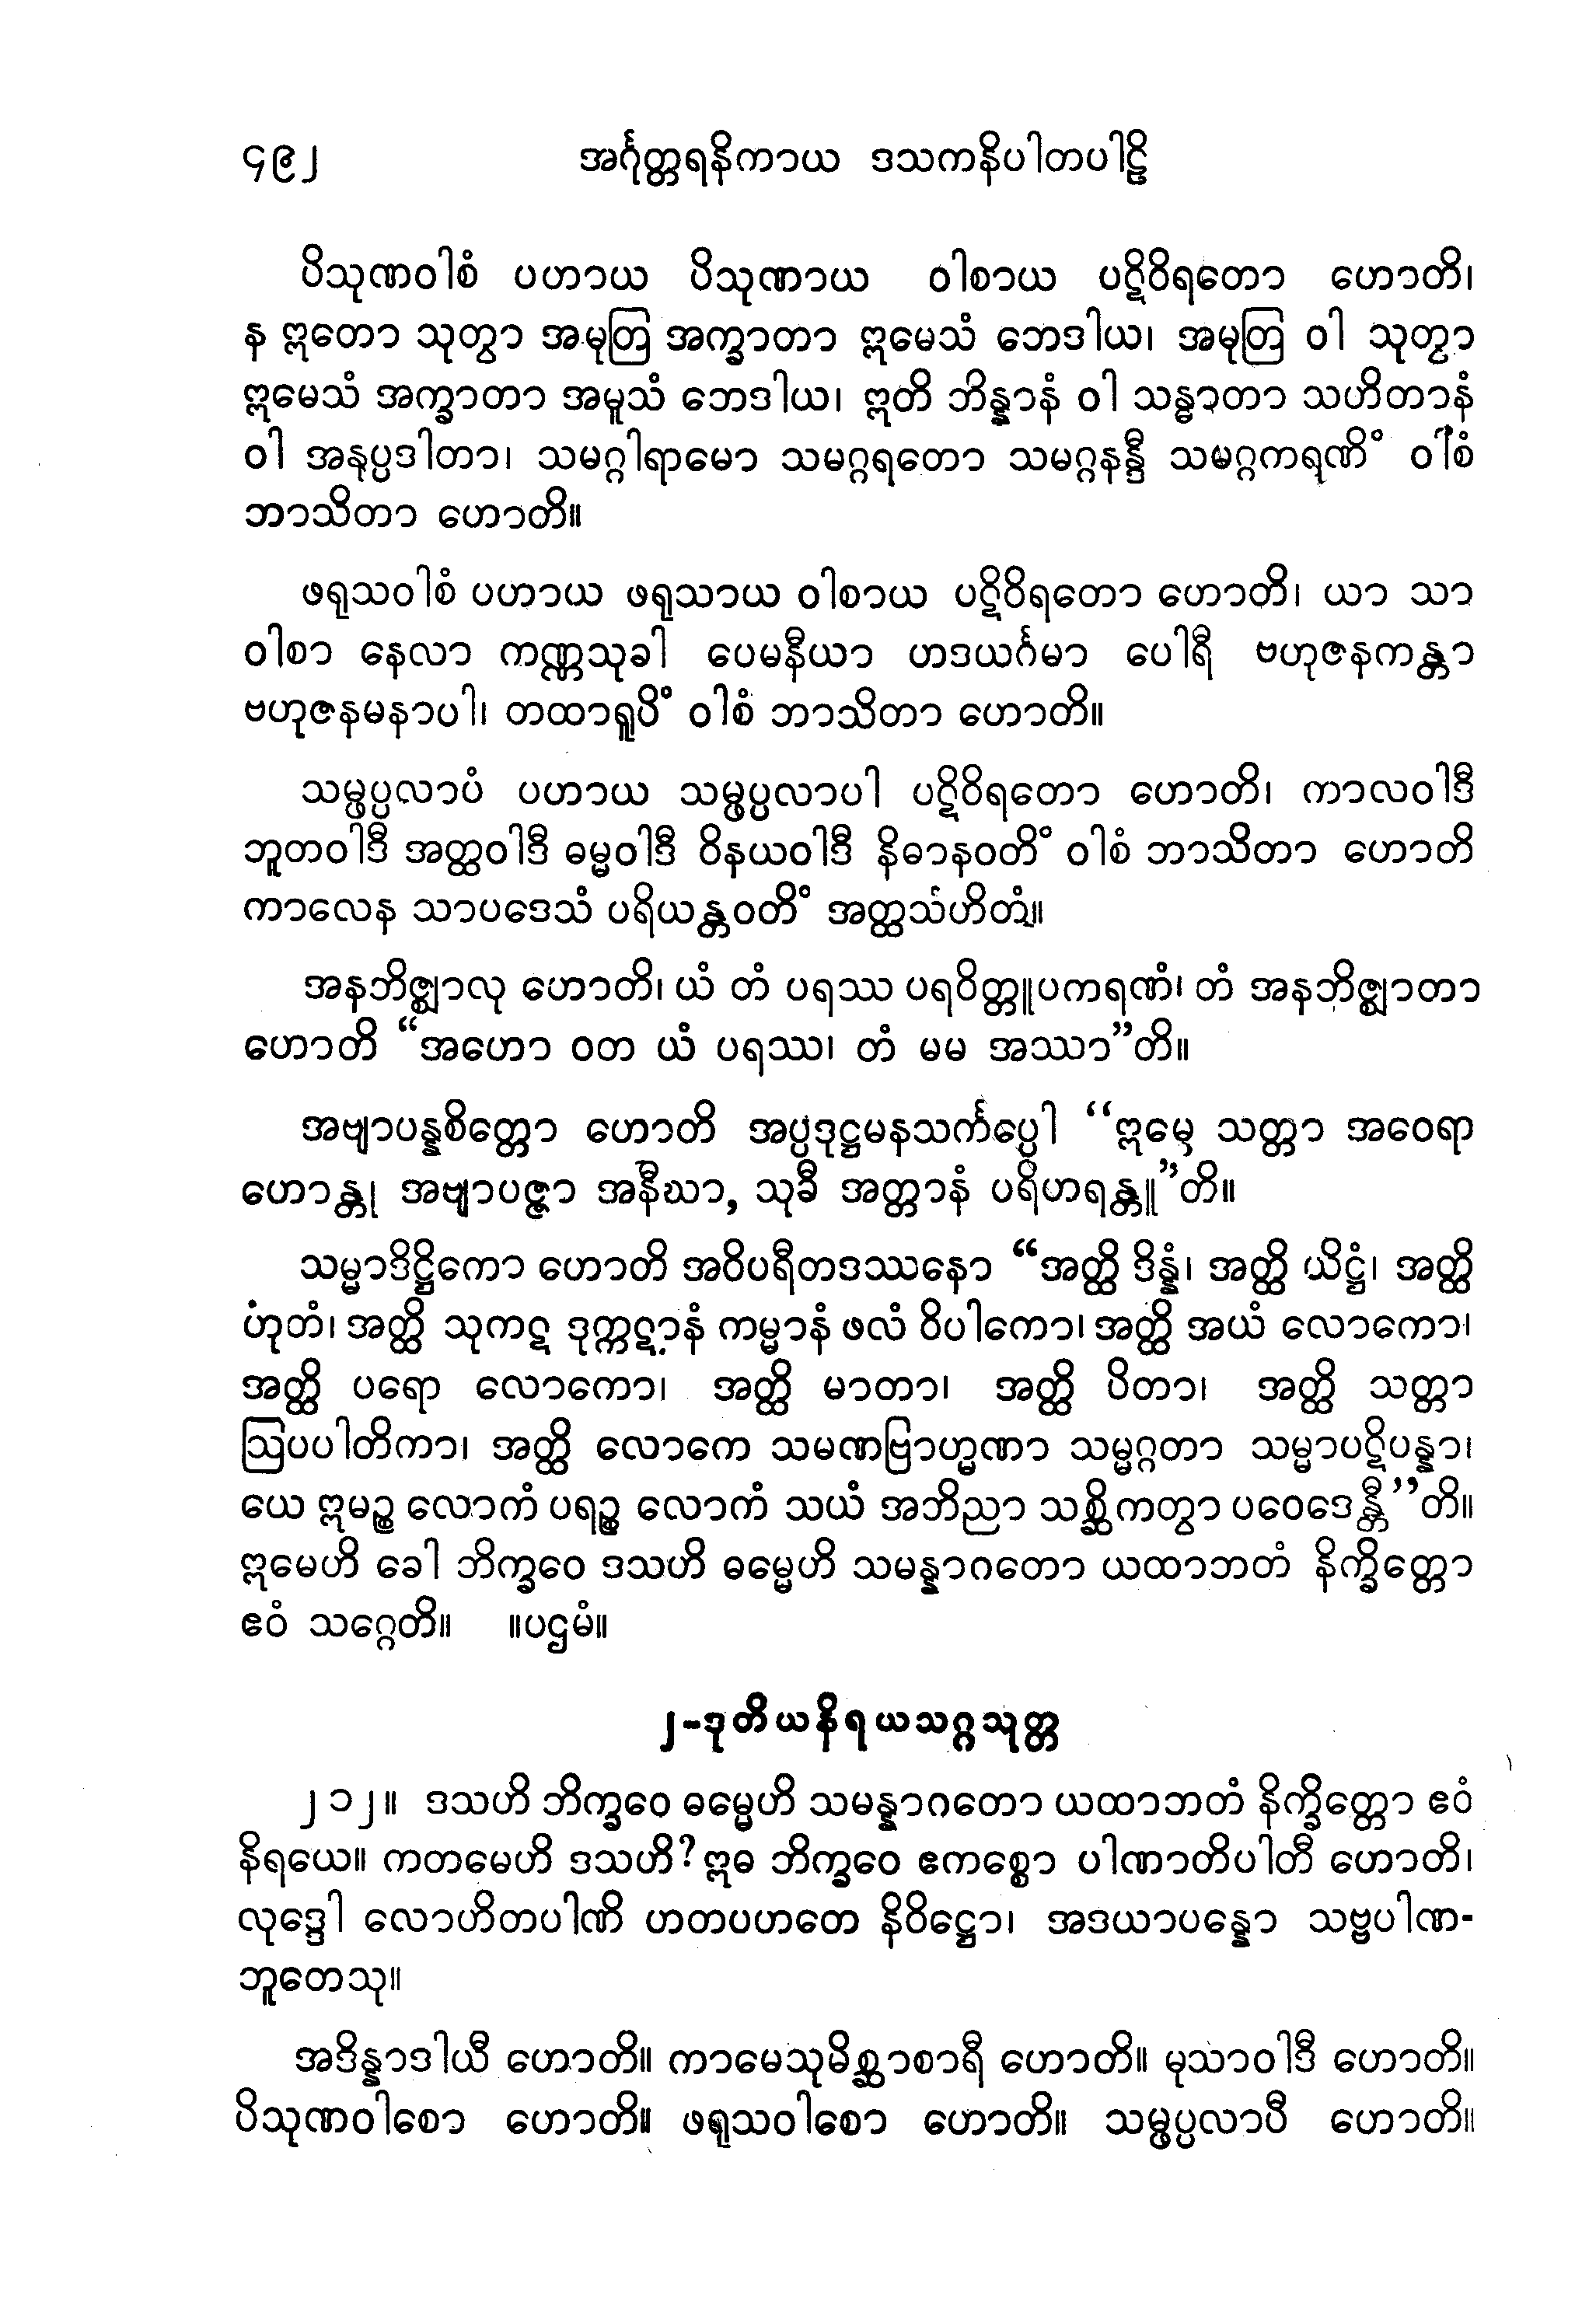 ၄၉၂ အင်္ဂုတ္တရနိကာယ ဒသကနိပါတပါဠိ
ပိသုဏဝါစံ ပဟာယ ပိသုဏာယ ဝါစာယ ပဋိဝိရတော ဟောတိ၊
န ဣတော သုတွာ အမုတြ အက္ခာတာ ဣမေသံ ဘေဒါယ၊ အမုတြ ဝါ သုတွာ
ဣမေသံ အက္ခာတာ အမူသံ ဘေဒါယ၊ ဣတိ ဘိန္နာနံ ဝါ သန္ဓာတာ သဟိတာနံ
ဝါ အနုပ္ပဒါတာ၊ သမဂ္ဂါရာမော သမဂ္ဂရတော သမဂ္ဂနန္ဒီ သမဂ္ဂကရဏိံ ဝါစံ
ဘာသိတာ ဟောတိ။
ဖရုသဝါစံ ပဟာယ ဖရုသာယ ဝါစာယ ပဋိဝိရတော ဟောတိ၊ ယာ သာ
ဝါစာ နေလာ ကဏ္ဏသုခါ ပေမနီယာ ဟဒယင်္ဂမာ ပေါရီ ဗဟုဇနကန္တာ
ဗဟုဇနမနာပါ၊ တထာရူပိံ ဝါစံ ဘာသိတာ ဟောတိ။
သမ္ဖပ္ပလာပံ ပဟာယ သမ္ဖပ္ပလာပါ ပဋိဝိရတော ဟောတိ၊ ကာလဝါဒီ
ဘူတဝါဒီ အတ္ထဝါဒီ ဓမ္မဝါဒီ ဝိနယဝါဒီ နိဓာနဝတိံ ဝါစံ ဘာသိတာ ဟောတိ
ကာလေန သာပဒေသံ ပရိယန္တဝတိံ အတ္ထသံဟိတံ။
အနဘိဇ္ဈာလု ဟောတိ၊ ယံ တံ ပရဿ ပရဝိတ္တူပကရဏံ၊ တံ အနဘိဇ္ဈာတာ
ဟောတိ “အဟော ဝတ ယံ ပရဿ၊ တံ မမ အဿာ”တိ။
အဗျာပန္နစိတ္တော ဟောတိ အပ္ပဒုဋ္ဌမနသင်္ကပ္ပေါ “ဣမေ သတ္တာ အဝေရာ
ဟောန္တု အဗျာပဇ္ဇာ အနီဃာ, သုခီ အတ္တာနံ ပရိဟရန္တူ”တိ။
သမ္မာဒိဋ္ဌိကော ဟောတိ အဝိပရီတဒဿနော “အတ္ထိ ဒိန္နံ၊ အတ္ထိ ယိဋ္ဌံ၊ အတ္ထိ
ဟုတံ၊ အတ္ထိ သုကဋ ဒုက္ကဋာနံ ကမ္မာနံ ဖလံ ဝိပါကော၊ အတ္ထိ အယံ လောကော၊
အတ္ထိ ပရော လောကော၊ အတ္ထိ မာတာ၊ အတ္ထိ ပိတာ၊ အတ္ထိ သတ္တာ
ဩပပါတိကာ၊ အတ္ထိ လောကေ သမဏဗြာဟ္မဏာ သမ္မဂ္ဂတာ သမ္မာပဋိပန္နာ၊
ယေ ဣမဉ္စ လောကံ ပရဉ္စ လောကံ သယံ အဘိညာ သစ္ဆိကတွာ ပဝေဒေန္တီ”တိ။
ဣမေဟိ ခေါ ဘိက္ခဝေ ဒသဟိ ဓမ္မေဟိ သမန္နာဂတော ယထာဘတံ နိက္ခိတ္တော
ဧဝံ သဂ္ဂေတိ။ ။ပဌမံ။
၂-ဒုတိယနိရယသဂ္ဂသုတ္တ
၂၁၂။ ဒသဟိ ဘိက္ခဝေ ဓမ္မေဟိ သမန္နာဂတော ယထာဘတံ နိက္ခိတ္တော ဧဝံ
နိရယေ။ ကတမေဟိ ဒသဟိ? ဣဓ ဘိက္ခဝေ ဧကစ္စော ပါဏာတိပါတီ ဟောတိ၊
လုဒ္ဒေါ လောဟိတပါဏိ ဟတပဟတေ နိဝိဋ္ဌော၊ အဒယာပန္နော သဗ္ဗပါဏ-
ဘူတေသု။
အဒိန္နာဒါယီ ဟောတိ။ ကာမေသုမိစ္ဆာစာရီ ဟောတိ။ မုသာဝါဒီ ဟောတိ။
ပိသုဏဝါစော ဟောတိ။ ဖရုသဝါစော ဟောတိ။ သမ္ဖပ္ပလာပီ ဟောတိ။